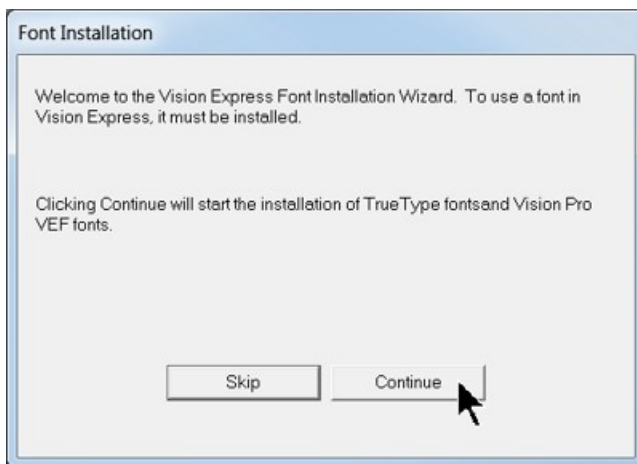 Font Installation
Welcome to the Vision Express Font Installation Wizard.  To use a font in
Vision Express, it must be installed.
Clicking Continue will start the installation of TrueType fontsand Vision Pro
VEF fonts.
Skip
Continue